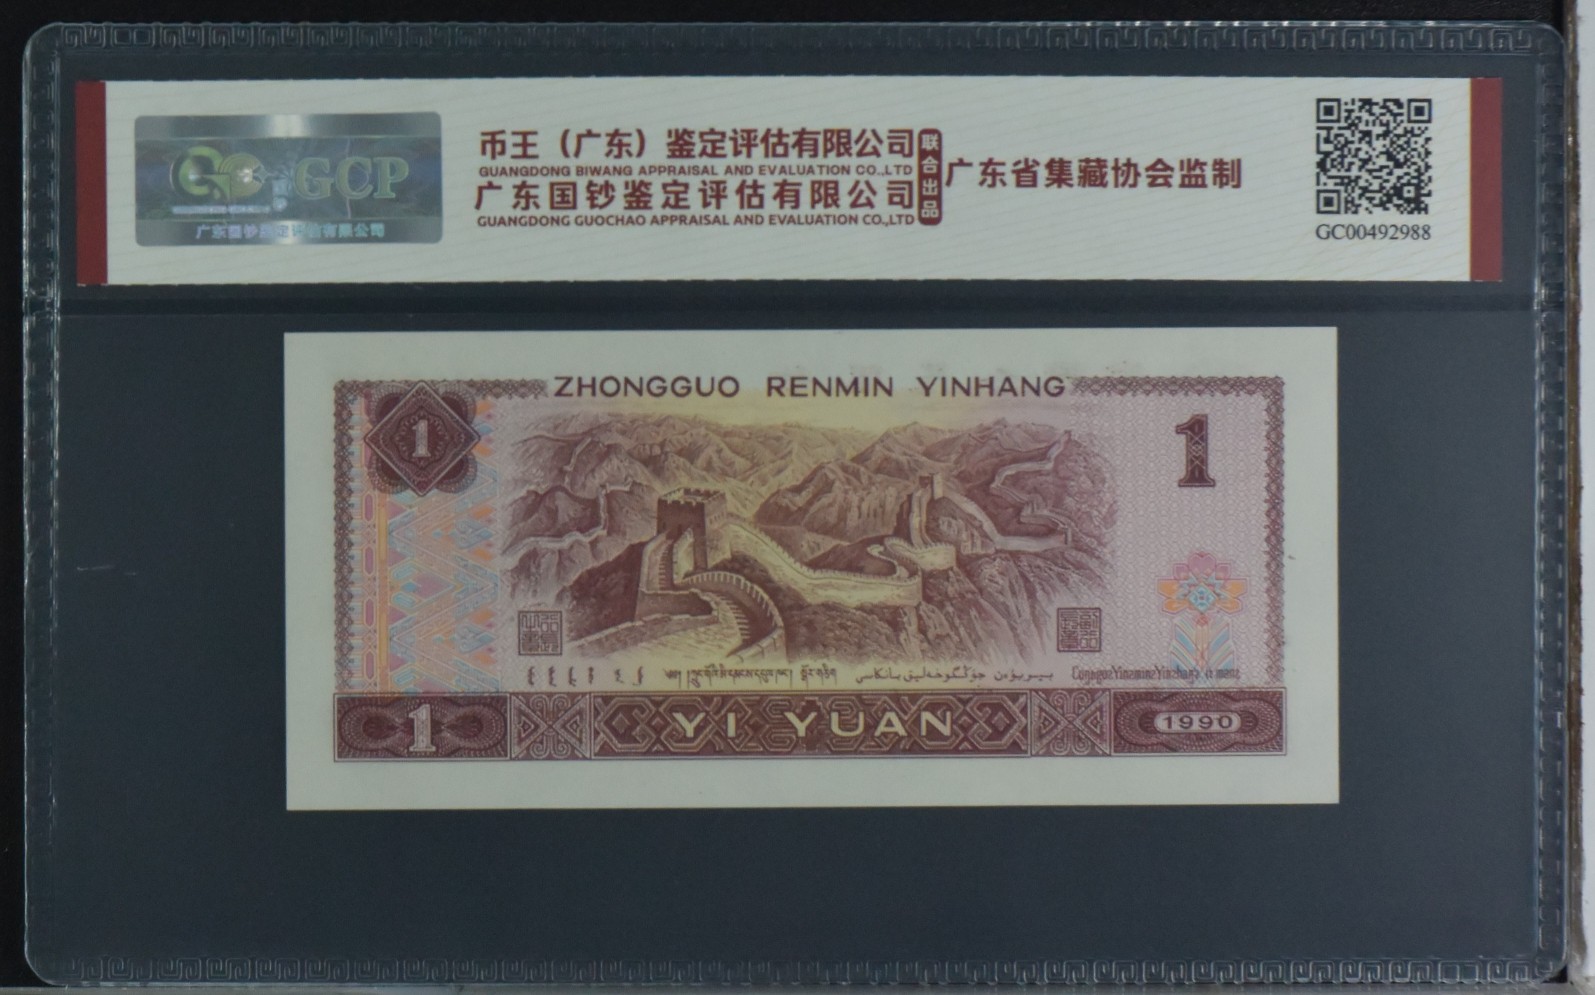 GCP
广东国钞鉴定评估有限公司
币王（广东）鉴定评估有限公司
GUANGDONG BIWANG APPRAISAL AND EVALUATION CO.,LTD
广东国钞鉴定评估有限公司
GUANGDONG GUOCHAO APPRAISAL AND EVALUATION CO.,LTD
联合出品
广东省集藏协会监制
GC00492988
ZHONGGUO RENMIN YINHANG
1
1
1
YI YUAN
1990